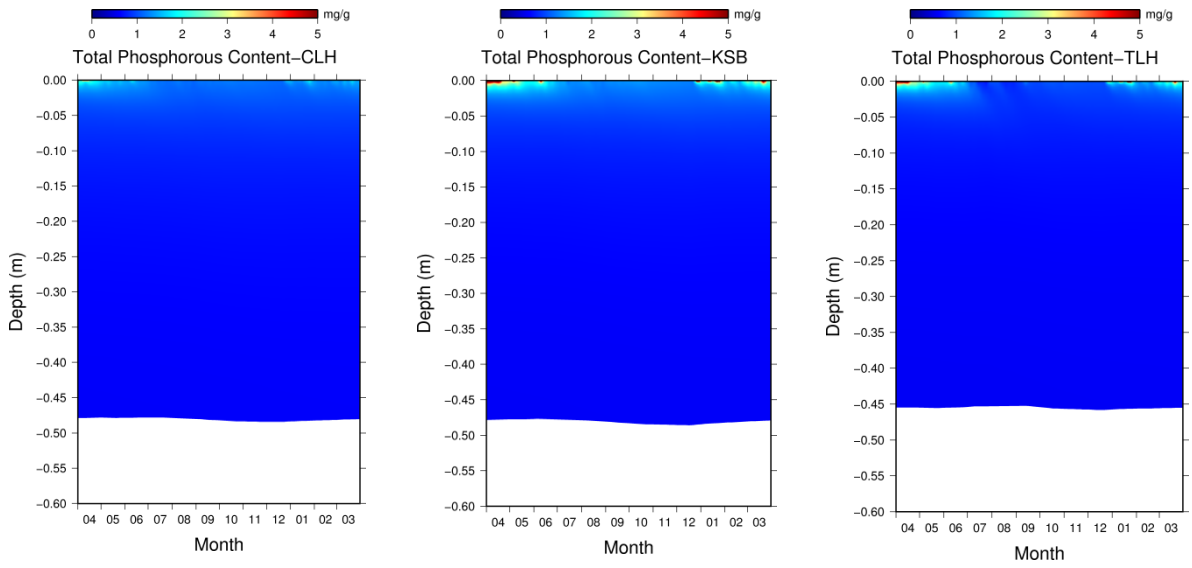 mg/g
0 1 2 3 4 5
Total Phosphorous Content−CLH
0.00
−0.05
−0.10
−0.15
−0.20
−0.25
−0.30
−0.35
−0.40
−0.45
−0.50
−0.55
−0.60
Depth (m)
04 05 06 07 08 09 10 11 12 01 02 03
Month
mg/g
0 1 2 3 4 5
Total Phosphorous Content−KSB
0.00
−0.05
−0.10
−0.15
−0.20
−0.25
−0.30
−0.35
−0.40
−0.45
−0.50
−0.55
−0.60
Depth (m)
04 05 06 07 08 09 10 11 12 01 02 03
Month
mg/g
0 1 2 3 4 5
Total Phosphorous Content−TLH
0.00
−0.05
−0.10
−0.15
−0.20
−0.25
−0.30
−0.35
−0.40
−0.45
−0.50
−0.55
−0.60
Depth (m)
04 05 06 07 08 09 10 11 12 01 02 03
Month